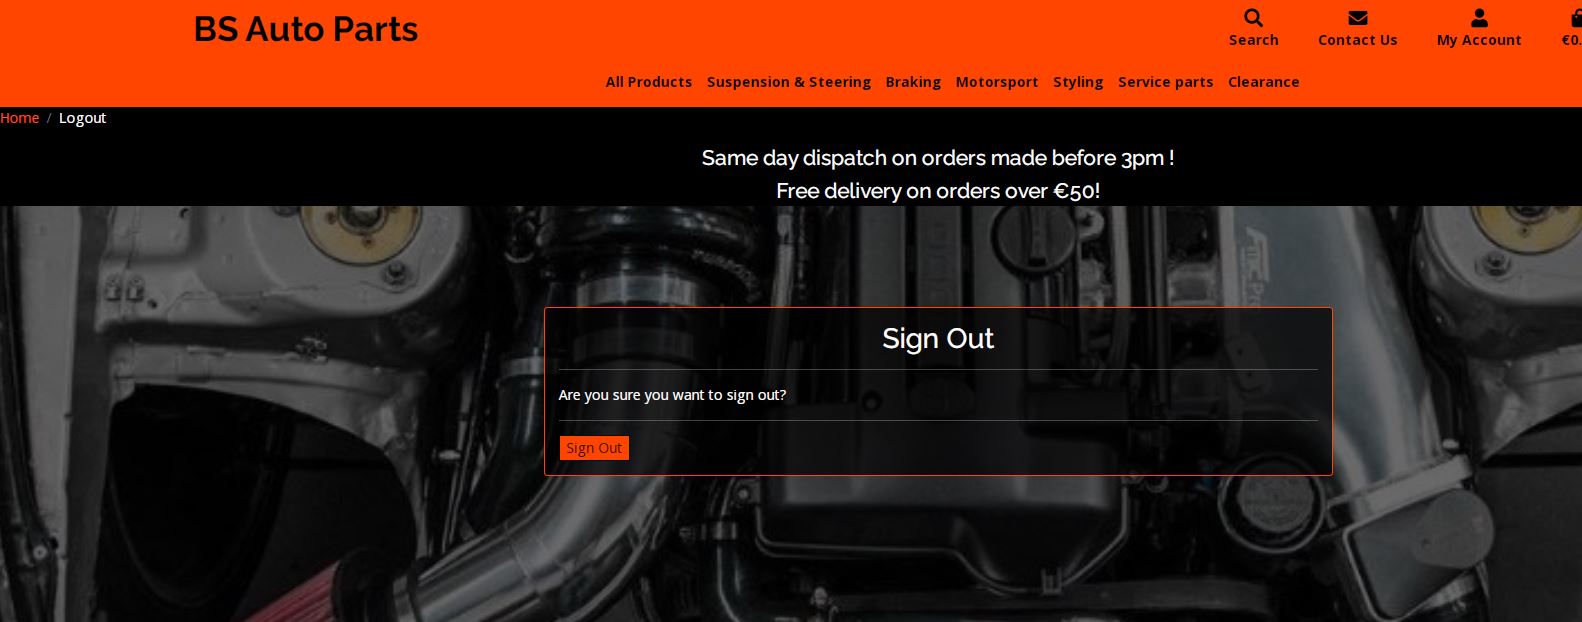 BS Auto Parts
Search
Contact Us
My Account
€0.
All Products Suspension & Steering Braking Motorsport Styling Service parts Clearance
Home / Logout
Same day dispatch on orders made before 3pm !
Free delivery on orders over €50!
Sign Out
Are you sure you want to sign out?
Sign Out